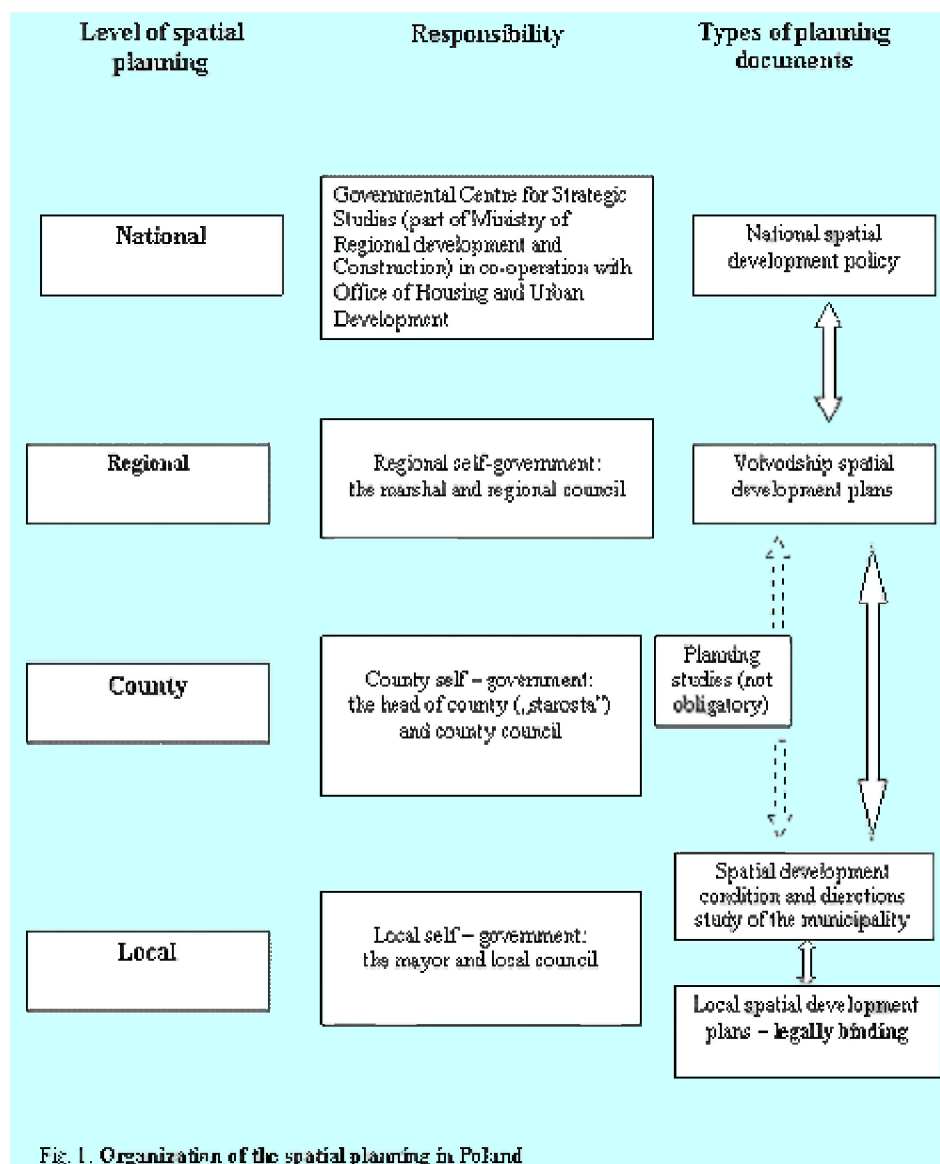 Level of spatial
planning
Responsibility
Types of planning
documents
National
Governmental Centre for Strategic
Studies (part of Ministry of
Regional development and
Construction) in co-operation with
Office of Housing and Urban
Development
National spatial
development policy
Regional
Regional self-government:
the marshal and regional council
Voivodship spatial
development plans
County
County self – government:
the head of county („starosta”)
and county council
Planning
studies (not
obligatory)
Local
Local self – government:
the mayor and local council
Spatial development
condition and dierctions
study of the municipality
Local spatial development
plans – legally binding
Fig. 1. Organization of the spatial planning in Poland